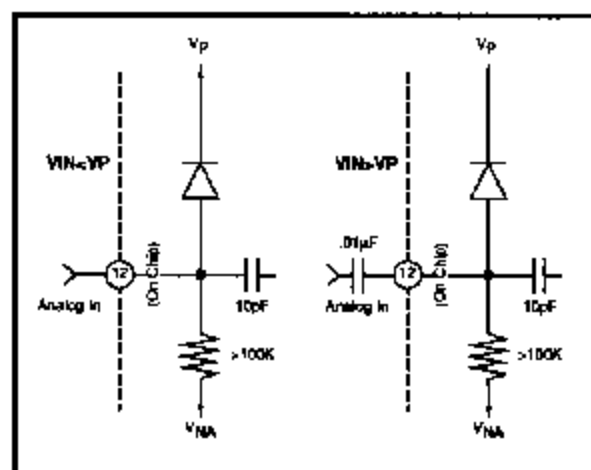 VP
VIN<VP
12
Analog In
(On Chip)
10pF
>100K
VNA
VP
VIN>VP
.01µF
12
Analog In
(On Chip)
10pF
>100K
VNA